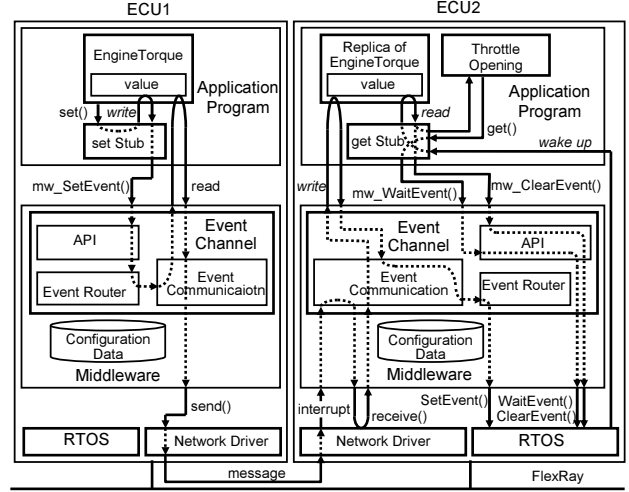 ECU1
EngineTorque
value
Application
Program
set()
write
set Stub
mw_SetEvent()
read
API
Event
Channel
Event Router
Event
Communicaiotn
Configuration
Data
Middleware
send()
RTOS
Network Driver
message
ECU2
Replica of
EngineTorque
value
Throttle
Opening
Application
Program
read
get()
get Stub
wake up
write
mw_WaitEvent()
mw_ClearEvent()
Event
Channel
API
Event
Communication
Event Router
Configuration
Data
Middleware
interrupt
receive()
SetEvent()
WaitEvent()
ClearEvent()
Network Driver
RTOS
FlexRay